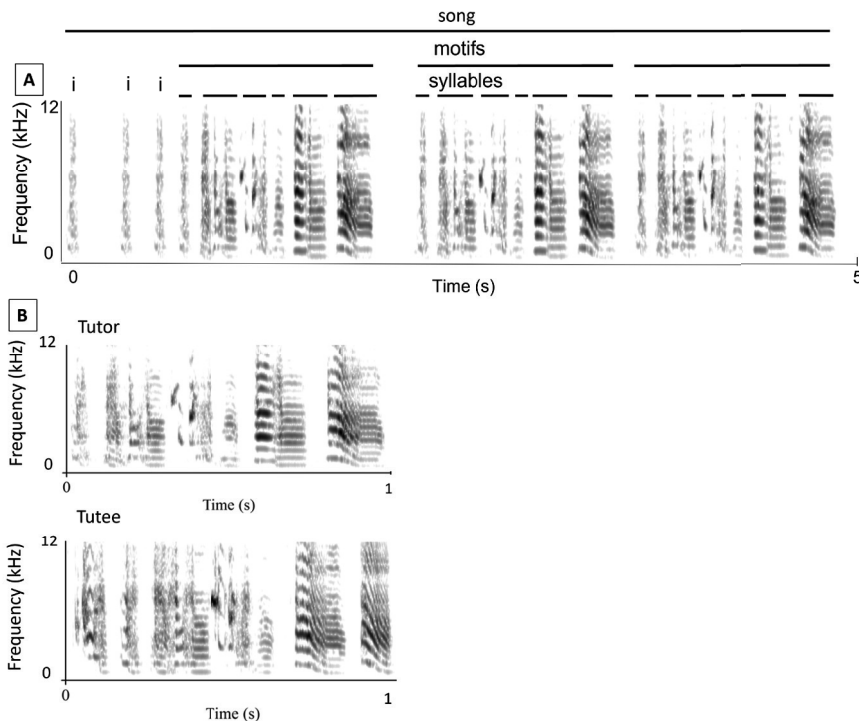 song
motifs
A
i i i
syllables
12
Frequency (kHz)
0
0
Time (s)
5
B
Tutor
12
Frequency (kHz)
0
0
Time (s)
1
Tutee
12
Frequency (kHz)
0
0
Time (s)
1